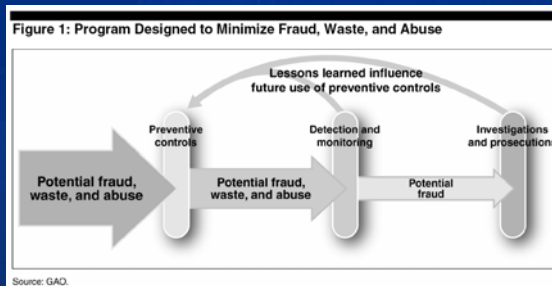 Figure 1: Program Designed to Minimize Fraud, Waste, and Abuse
Lessons learned influence
future use of preventive controls
Preventive
controls
Detection and
monitoring
Investigations
and prosecutions
Potential fraud,
waste, and abuse
Potential fraud,
waste, and abuse
Potential
fraud
Source: GAO.